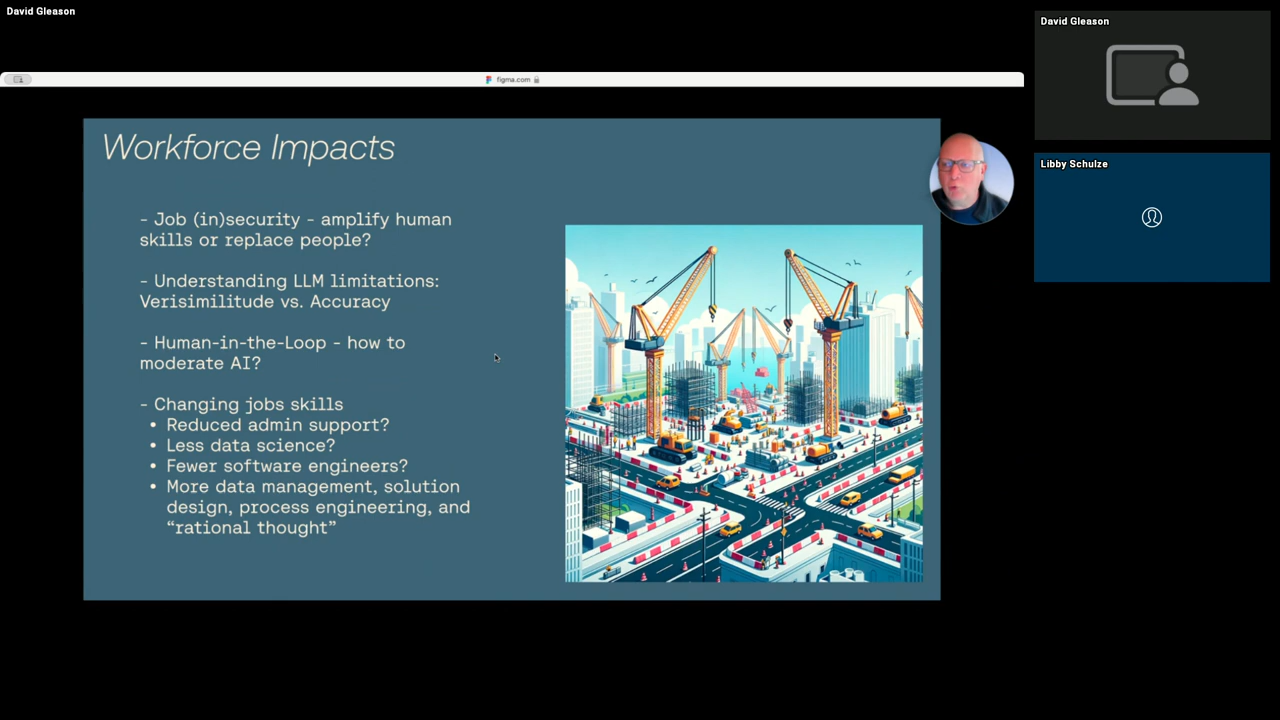 David Gleason
figma.com
Workforce Impacts
- Job (in)security - amplify human
skills or replace people?
- Understanding LLM limitations:
Verisimilitude vs. Accuracy
- Human-in-the-Loop - how to
moderate AI?
- Changing jobs skills
• Reduced admin support?
• Less data science?
• Fewer software engineers?
• More data management, solution
design, process engineering, and
“rational thought”
David Gleason
Libby Schulze